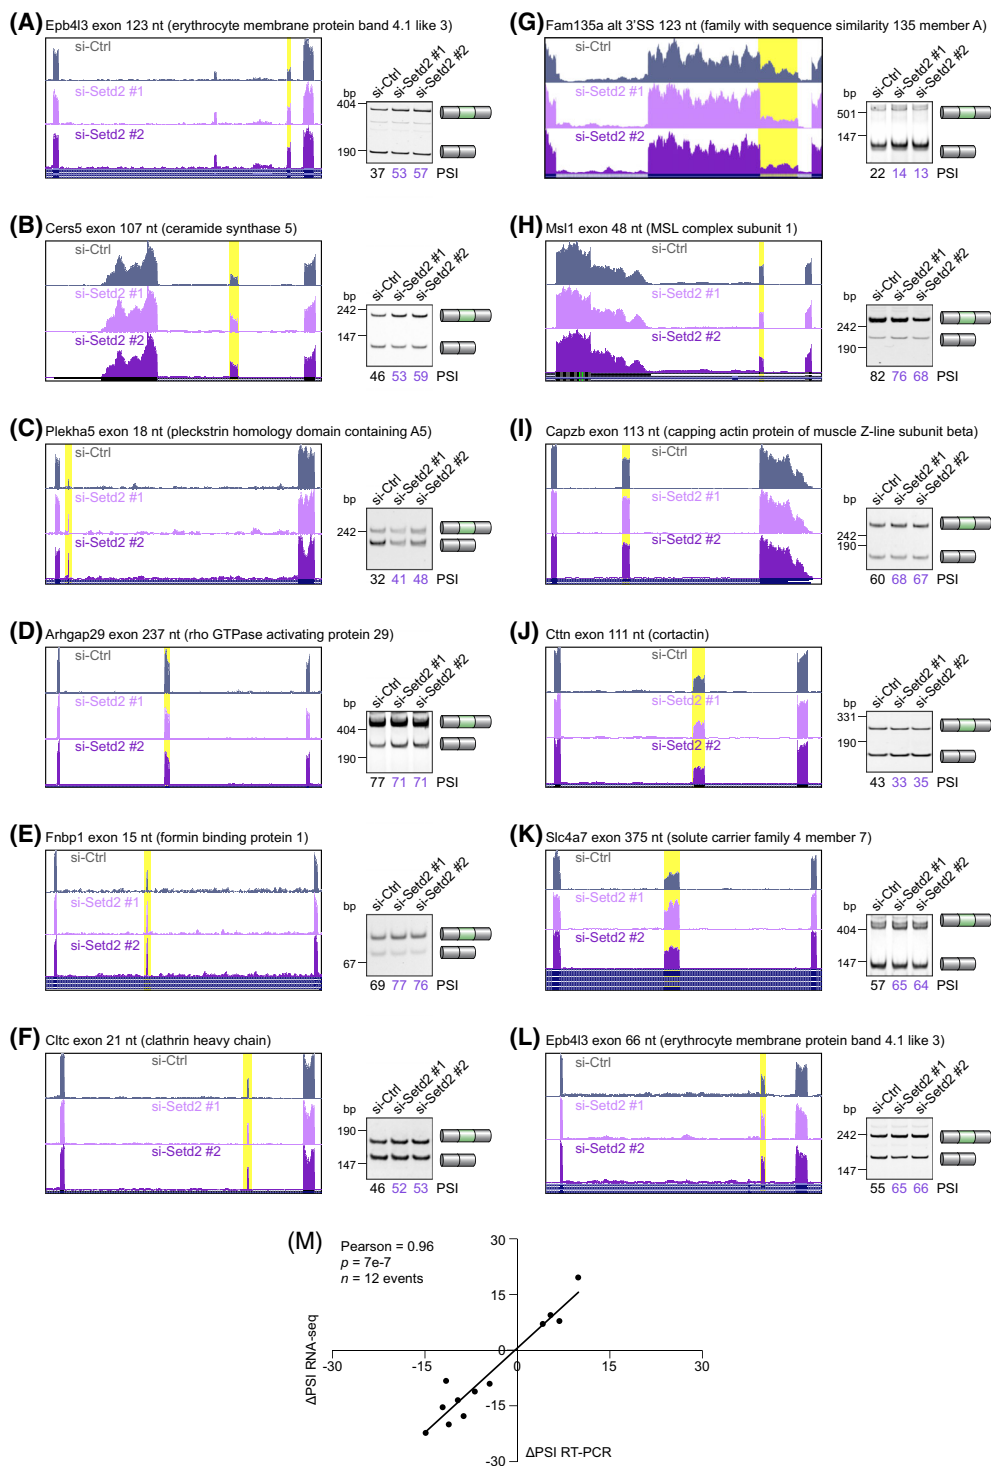 (A) Epb4l3 exon 123 nt (erythrocyte membrane protein band 4.1 like 3)
si-Ctrl
si-Setd2 #1
si-Setd2 #2
si-Ctrl
si-Setd2 #1
si-Setd2 #2
bp
404
190
37 53 57 PSI
(B) Cers5 exon 107 nt (ceramide synthase 5)
si-Ctrl
si-Setd2 #1
si-Setd2 #2
si-Ctrl
si-Setd2 #1
si-Setd2 #2
bp
242
147
46 53 59 PSI
(C) Plekha5 exon 18 nt (pleckstrin homology domain containing A5)
si-Ctrl
si-Setd2 #1
si-Setd2 #2
si-Ctrl
si-Setd2 #1
si-Setd2 #2
bp
242
32 41 48 PSI
(D) Arhgap29 exon 237 nt (rho GTPase activating protein 29)
si-Ctrl
si-Setd2 #1
si-Setd2 #2
si-Ctrl
si-Setd2 #1
si-Setd2 #2
bp
404
190
77 71 71 PSI
(E) Fnbp1 exon 15 nt (formin binding protein 1)
si-Ctrl
si-Setd2 #1
si-Setd2 #2
si-Ctrl
si-Setd2 #1
si-Setd2 #2
bp
67
69 77 76 PSI
(F) Cltc exon 21 nt (clathrin heavy chain)
si-Ctrl
si-Setd2 #1
si-Setd2 #2
si-Ctrl
si-Setd2 #1
si-Setd2 #2
bp
190
147
46 52 53 PSI
(G) Fam135a alt 3'SS 123 nt (family with sequence similarity 135 member A)
si-Ctrl
si-Setd2 #1
si-Setd2 #2
si-Ctrl
si-Setd2 #1
si-Setd2 #2
bp
501
147
22 14 13 PSI
(H) Msl1 exon 48 nt (MSL complex subunit 1)
si-Ctrl
si-Setd2 #1
si-Setd2 #2
si-Ctrl
si-Setd2 #1
si-Setd2 #2
bp
242
190
82 76 68 PSI
(I) Capzb exon 113 nt (capping actin protein of muscle Z-line subunit beta)
si-Ctrl
si-Setd2 #1
si-Setd2 #2
si-Ctrl
si-Setd2 #1
si-Setd2 #2
bp
242
190
60 68 67 PSI
(J) Cttn exon 111 nt (cortactin)
si-Ctrl
si-Setd2 #1
si-Setd2 #2
si-Ctrl
si-Setd2 #1
si-Setd2 #2
bp
331
190
43 33 35 PSI
(K) Slc4a7 exon 375 nt (solute carrier family 4 member 7)
si-Ctrl
si-Setd2 #1
si-Setd2 #2
si-Ctrl
si-Setd2 #1
si-Setd2 #2
bp
404
147
57 65 64 PSI
(L) Epb4l3 exon 66 nt (erythrocyte membrane protein band 4.1 like 3)
si-Ctrl
si-Setd2 #1
si-Setd2 #2
si-Ctrl
si-Setd2 #1
si-Setd2 #2
bp
242
147
55 65 66 PSI
(M)
Pearson = 0.96
p = 7e-7
n = 12 events
30
15
0
-15
-30
-30 -15 0 15 30
ΔPSI RNA-seq
ΔPSI RT-PCR